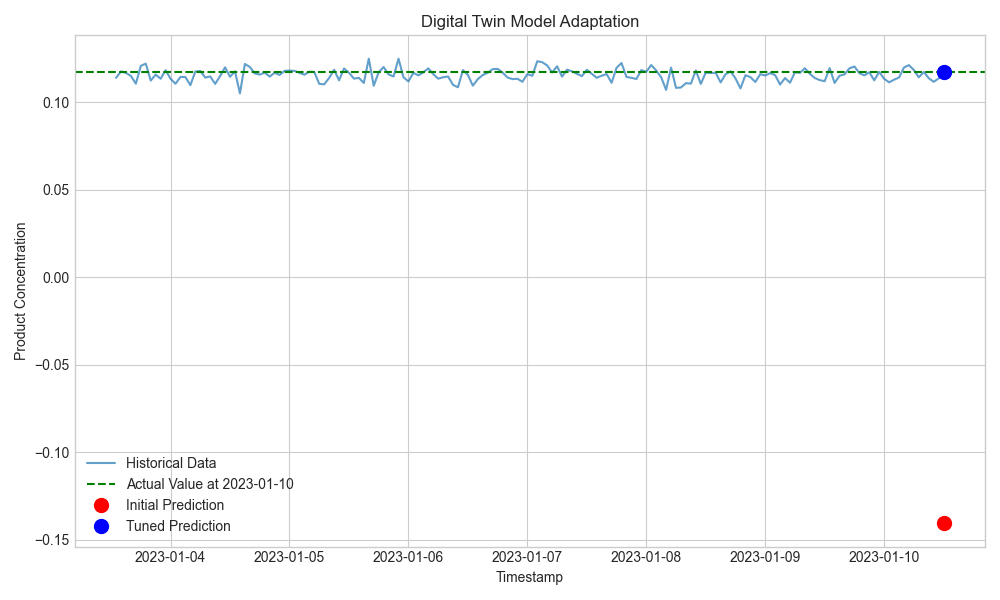 Digital Twin Model Adaptation
Product Concentration
0.10
0.05
0.00
−0.05
−0.10
−0.15
Historical Data
Actual Value at 2023-01-10
Initial Prediction
Tuned Prediction
2023-01-04
2023-01-05
2023-01-06
2023-01-07
2023-01-08
2023-01-09
2023-01-10
Timestamp